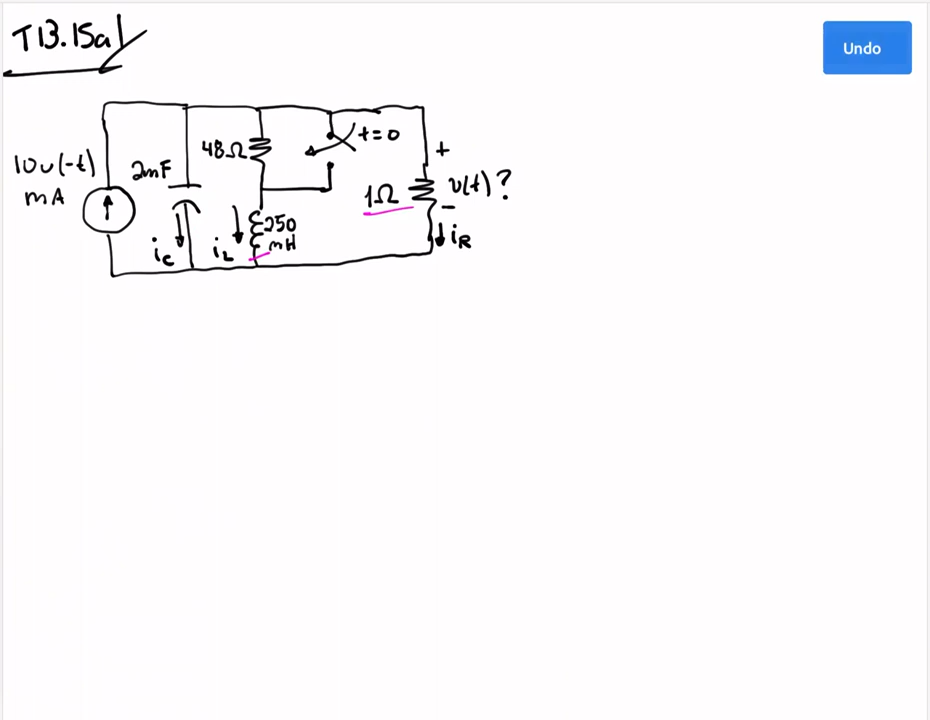 T13.15a
Undo
10u(-t)
mA
2mF
48Ω
t=0
1Ω
+
v(t)?
-
250
mH
ic
iL
iR